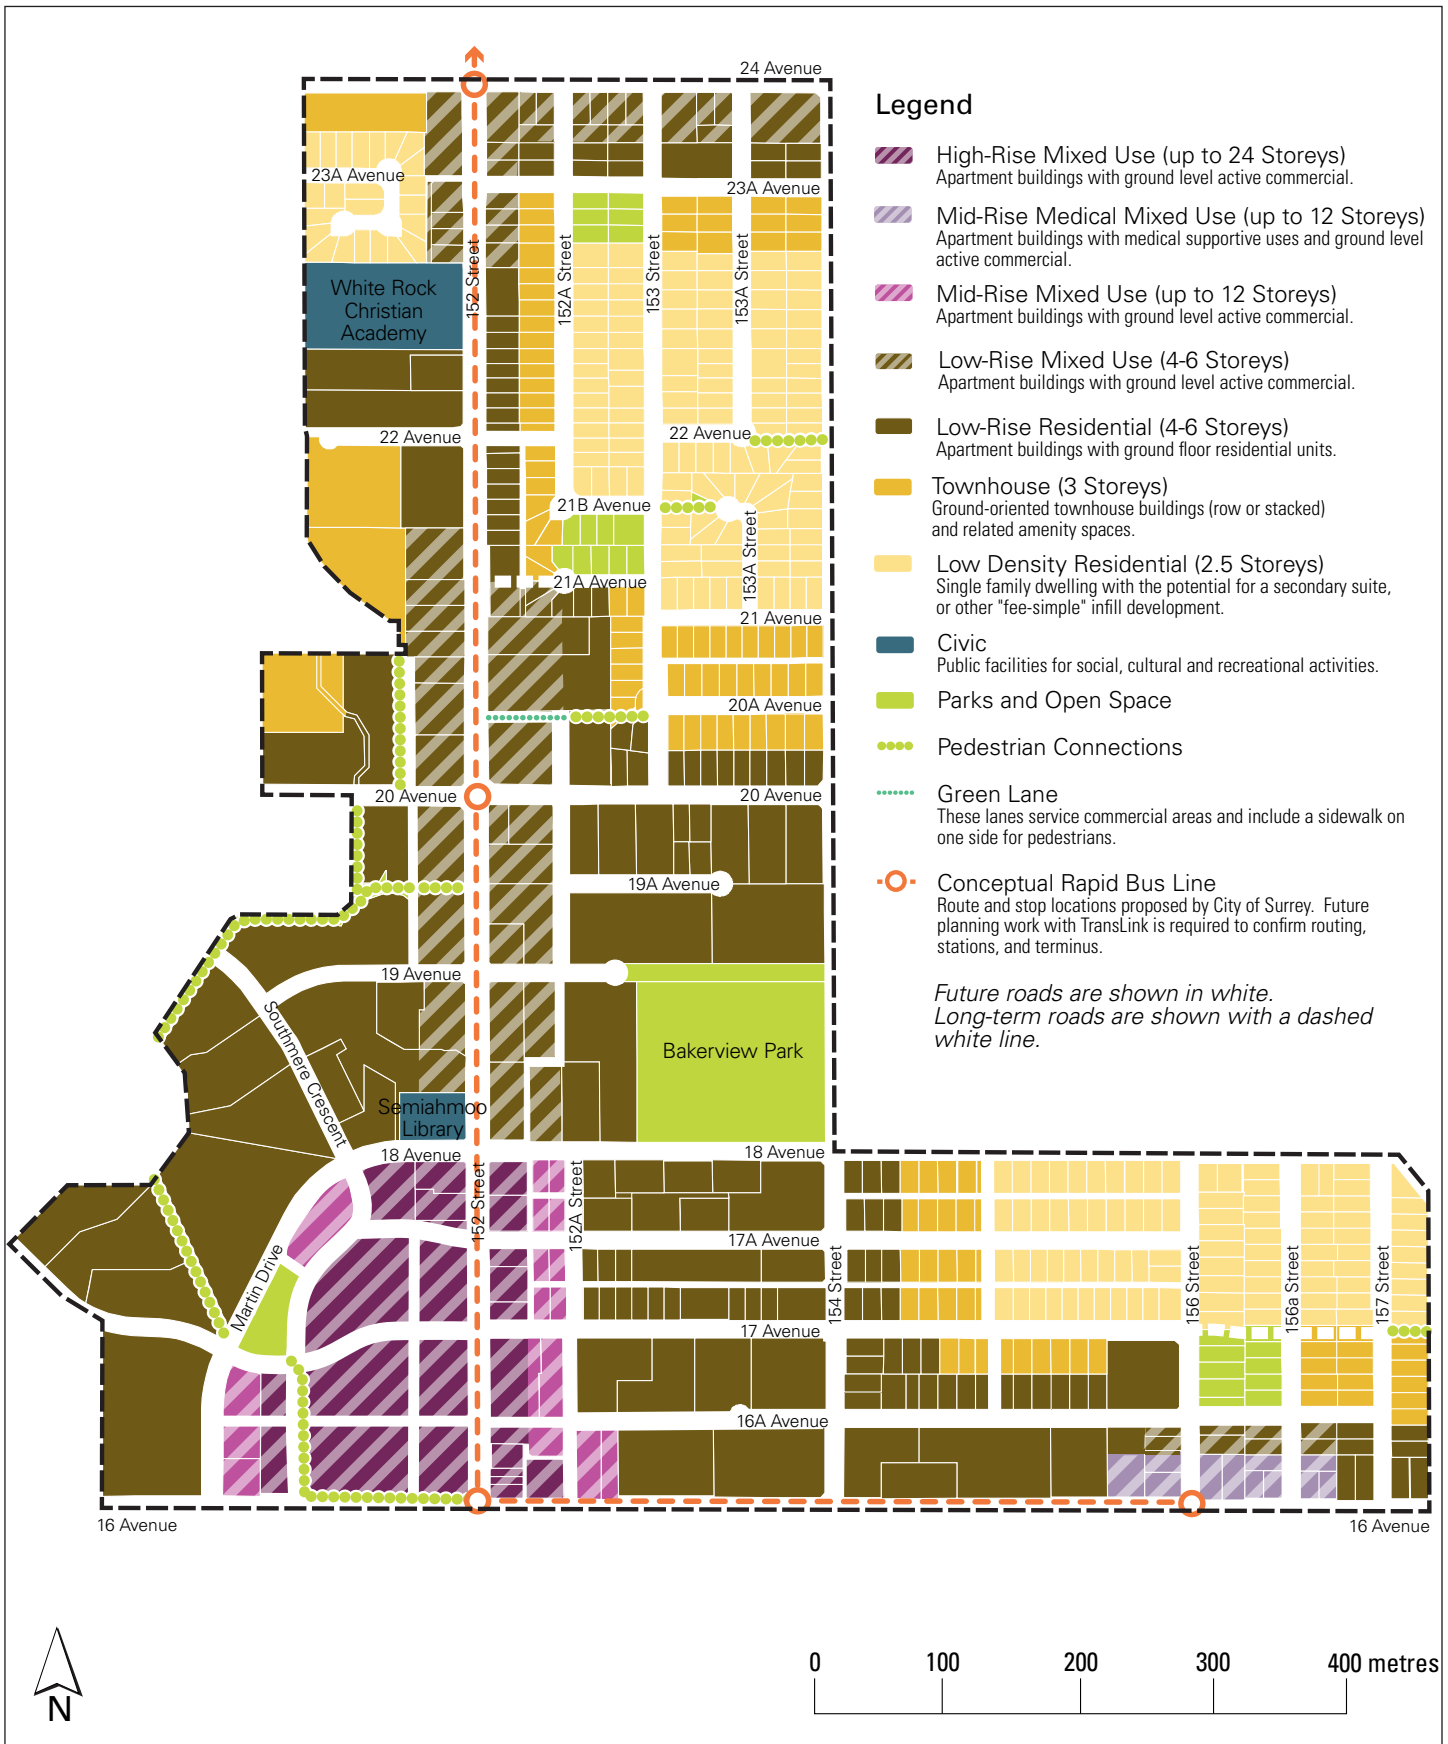 24 Avenue
Legend
High-Rise Mixed Use (up to 24 Storeys)
Apartment buildings with ground level active commercial.
Mid-Rise Medical Mixed Use (up to 12 Storeys)
Apartment buildings with medical supportive uses and ground level
active commercial.
Mid-Rise Mixed Use (up to 12 Storeys)
Apartment buildings with ground level active commercial.
Low-Rise Mixed Use (4-6 Storeys)
Apartment buildings with ground level active commercial.
Low-Rise Residential (4-6 Storeys)
Apartment buildings with ground floor residential units.
Townhouse (3 Storeys)
Ground-oriented townhouse buildings (row or stacked)
and related amenity spaces.
Low Density Residential (2.5 Storeys)
Single family dwelling with the potential for a secondary suite,
or other "fee-simple" infill development.
Civic
Public facilities for social, cultural and recreational activities.
Parks and Open Space
Pedestrian Connections
Green Lane
These lanes service commercial areas and include a sidewalk on
one side for pedestrians.
Conceptual Rapid Bus Line
Route and stop locations proposed by City of Surrey. Future
planning work with TransLink is required to confirm routing,
stations, and terminus.
Future roads are shown in white.
Long-term roads are shown with a dashed
white line.
23A Avenue
23A Avenue
152 Street
152A Street
153 Street
153A Street
White Rock
Christian
Academy
22 Avenue
22 Avenue
21B Avenue
153A Street
21A Avenue
21 Avenue
20A Avenue
20 Avenue
20 Avenue
19A Avenue
19 Avenue
Southmere Crescent
Bakerview Park
Semiahmoo
Library
18 Avenue
18 Avenue
152 Street
152A Street
17A Avenue
Martin Drive
154 Street
156 Street
156a Street
157 Street
17 Avenue
16A Avenue
16 Avenue
16 Avenue
N
0
100
200
300
400 metres